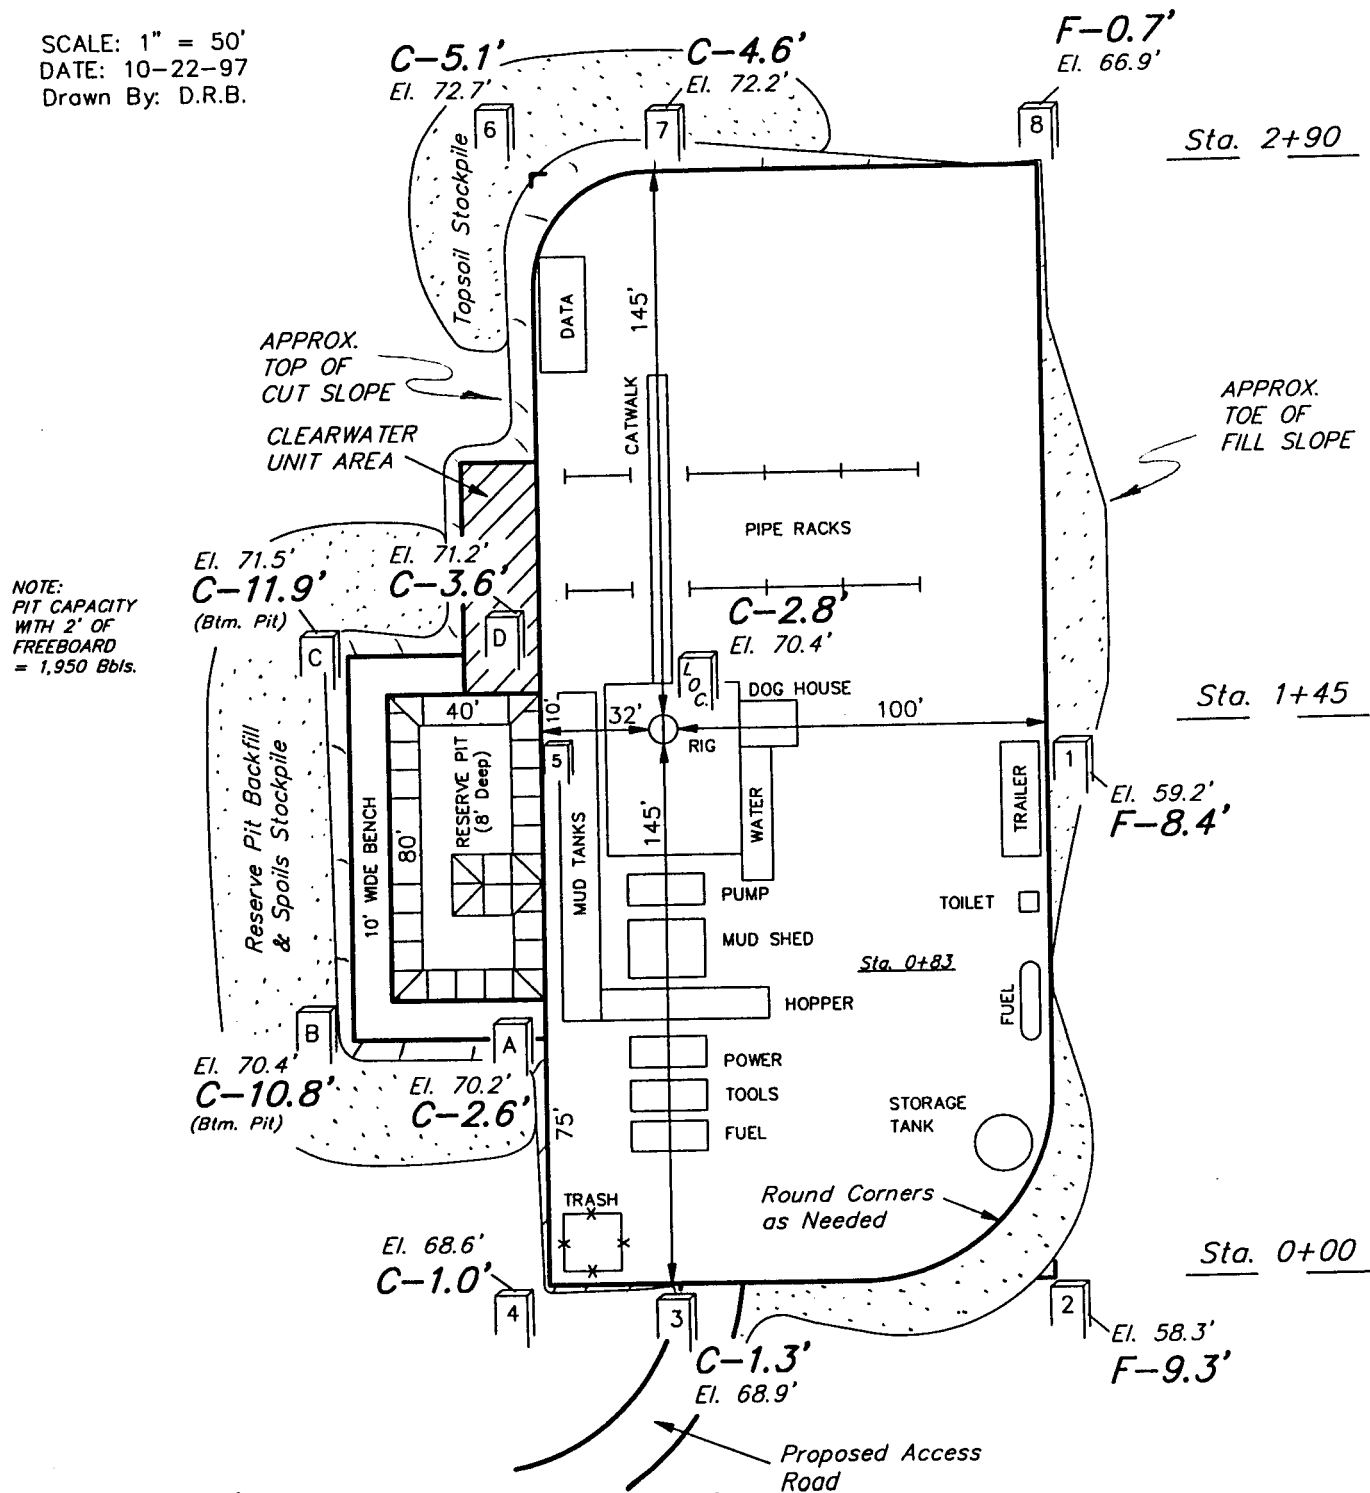 SCALE: 1" = 50'
DATE: 10-22-97
Drawn By: D.R.B.
C-5.1'
El. 72.7'
6
C-4.6'
El. 72.2'
7
F-0.7'
El. 66.9'
8
Sta. 2+90
Topsoil Stockpile
DATA
145'
APPROX.
TOP OF
CUT SLOPE
CATWALK
APPROX.
TOE OF
FILL SLOPE
CLEARWATER
UNIT AREA
PIPE RACKS
NOTE:
PIT CAPACITY
WITH 2' OF
FREEBOARD
= 1,950 Bbls.
El. 71.5'
C-11.9'
(Btm. Pit)
C
El. 71.2'
C-3.6'
D
C-2.8'
El. 70.4'
LOC.
DOG HOUSE
Sta. 1+45
40'
10'
32'
RIG
100'
5
1
El. 59.2'
F-8.4'
Reserve Pit Backfill
& Spoils Stockpile
10' WIDE BENCH
80'
RESERVE PIT
(8' Deep)
MUD TANKS
145'
WATER
TRAILER
PUMP
TOILET
MUD SHED
Sta. 0+83
HOPPER
FUEL
B
El. 70.4'
C-10.8'
(Btm. Pit)
A
El. 70.2'
C-2.6'
75'
POWER
TOOLS
FUEL
STORAGE
TANK
TRASH
Round Corners
as Needed
El. 68.6'
C-1.0'
4
3
C-1.3'
El. 68.9'
2
El. 58.3'
F-9.3'
Sta. 0+00
Proposed Access
Road